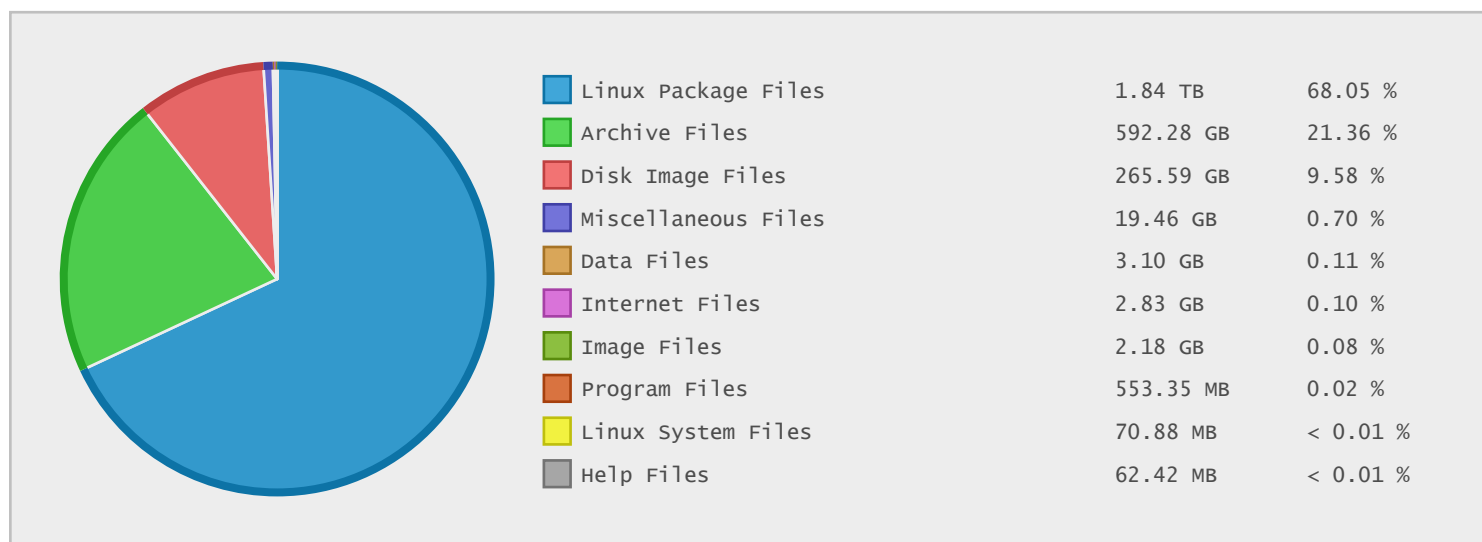 Linux Package Files 1.84 TB 68.05 %
Archive Files 592.28 GB 21.36 %
Disk Image Files 265.59 GB 9.58 %
Miscellaneous Files 19.46 GB 0.70 %
Data Files 3.10 GB 0.11 %
Internet Files 2.83 GB 0.10 %
Image Files 2.18 GB 0.08 %
Program Files 553.35 MB 0.02 %
Linux System Files 70.88 MB < 0.01 %
Help Files 62.42 MB < 0.01 %